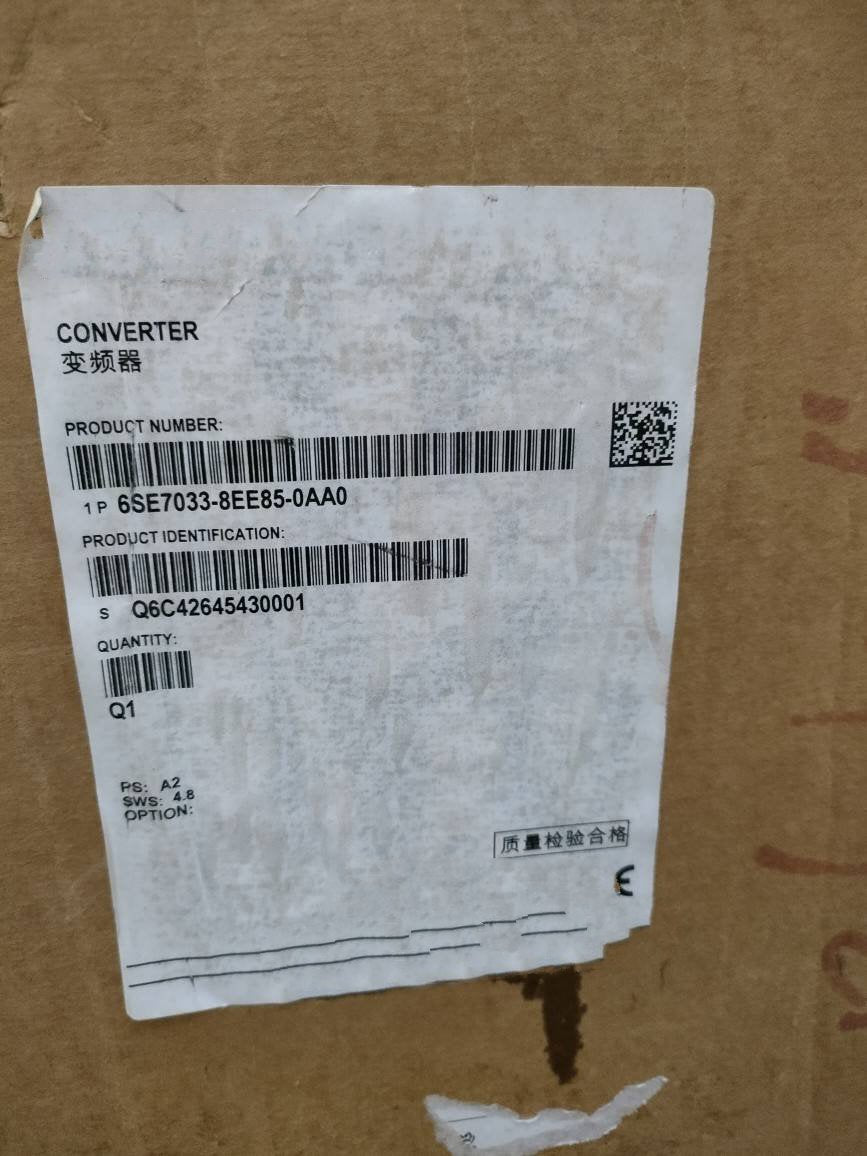 CONVERTER
变频器
PRODUCT NUMBER:
1P 6SE7033-8EE85-0AA0
PRODUCT IDENTIFICATION:
S Q6C42645430001
QUANTITY:
Q1
PS: A2
SWS: 4.8
OPTION:
质量检验合格